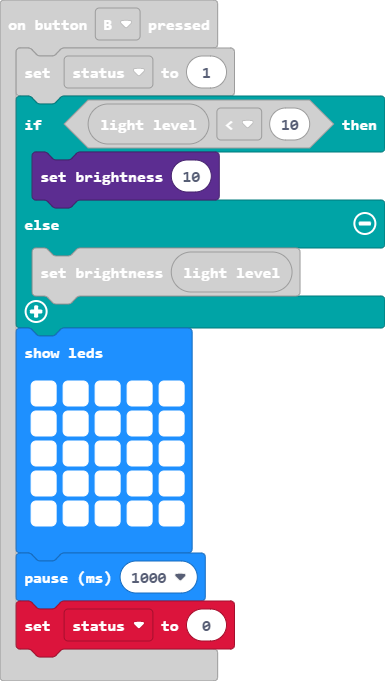 on button B pressed
set status to 1
if light level < 10 then
set brightness 10
else
set brightness light level
show leds
pause (ms) 1000
set status to 0